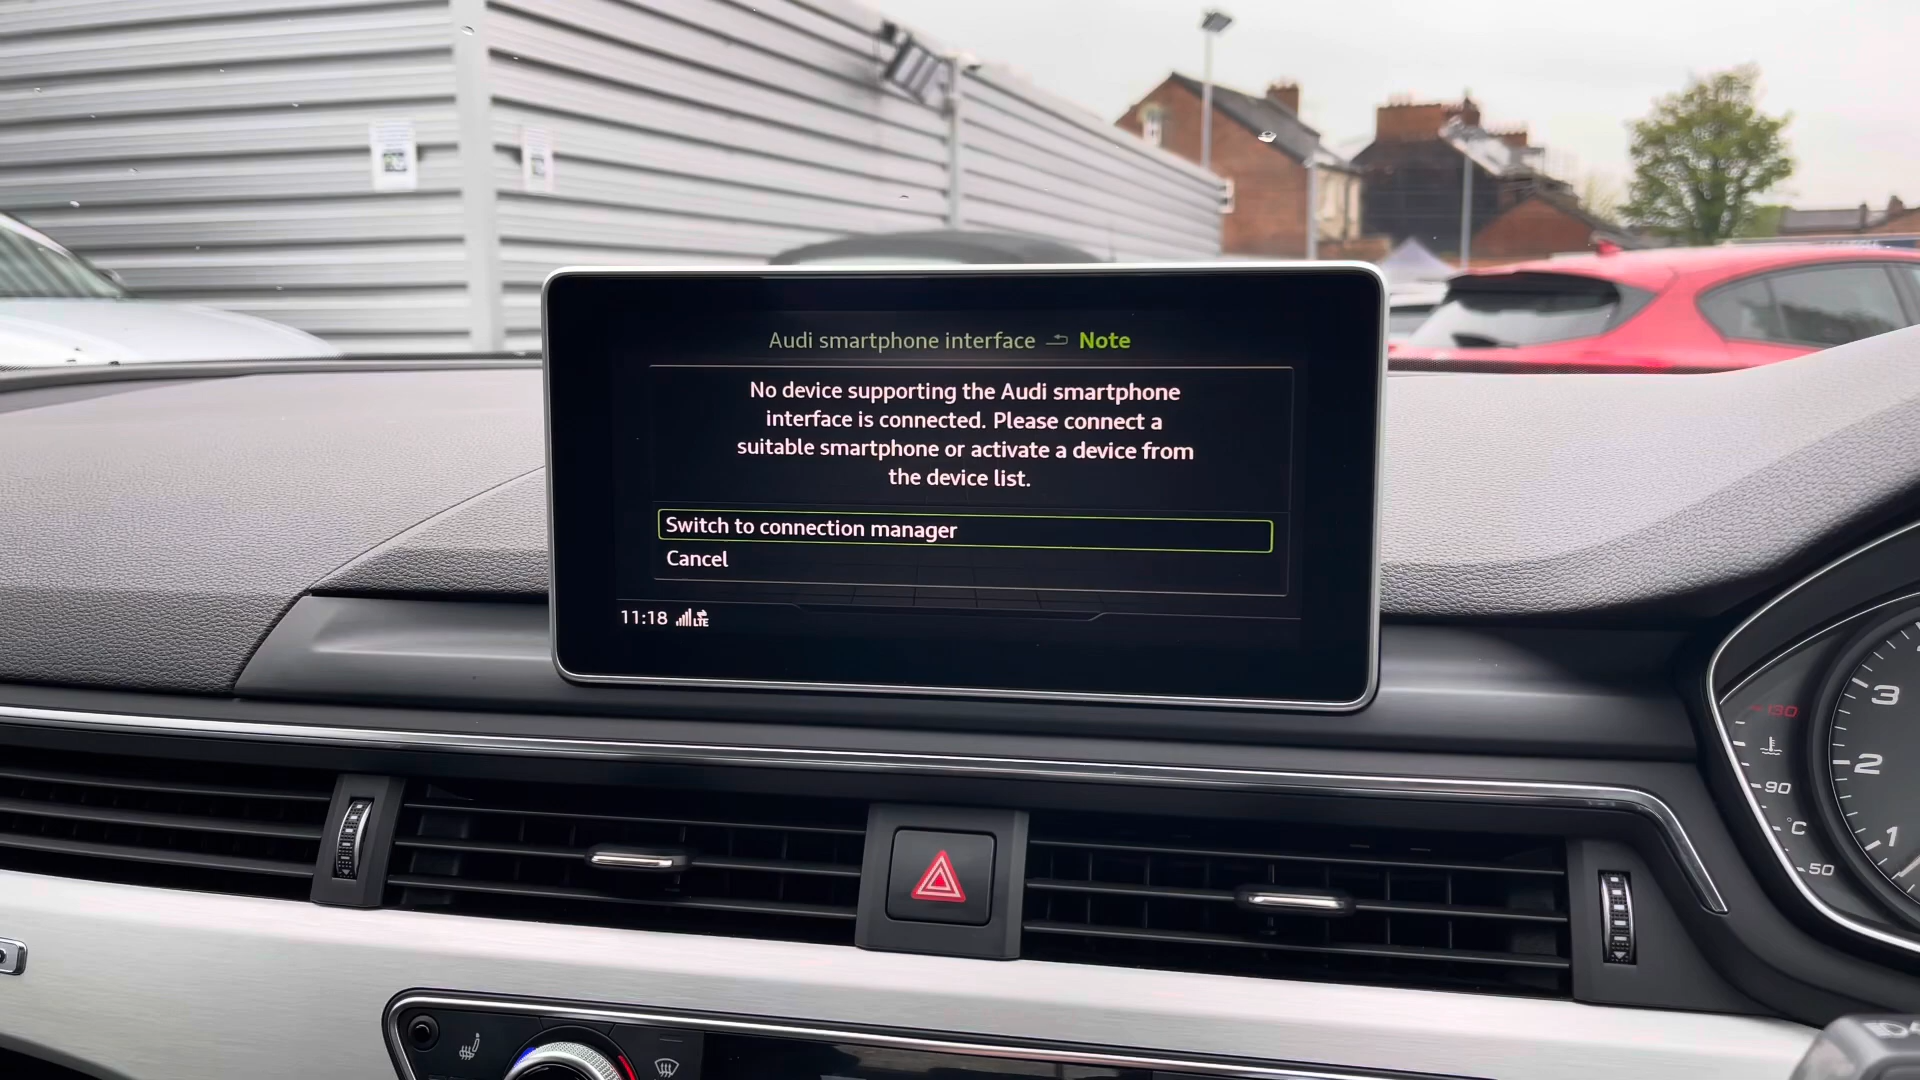 Audi smartphone interface Note
No device supporting the Audi smartphone
interface is connected. Please connect a
suitable smartphone or activate a device from
the device list.
Switch to connection manager
Cancel
11:18 LTE
130
90
°C
50
3
2
1